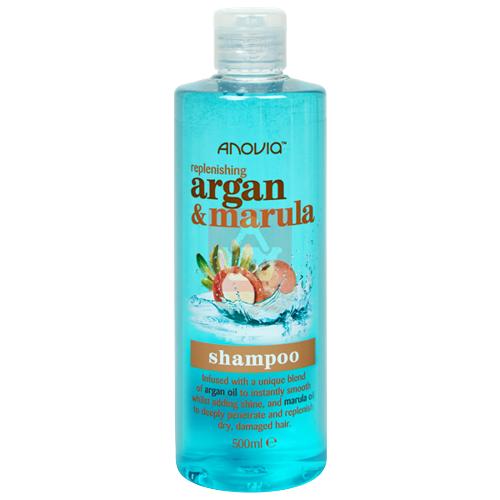 ANOVIA™
replenishing
argan
& marula
shampoo
Infused with a unique blend
of argan oil to instantly smooth
whilst adding shine, and marula oil
to deeply penetrate and replenish
dry, damaged hair.
500ml ℮